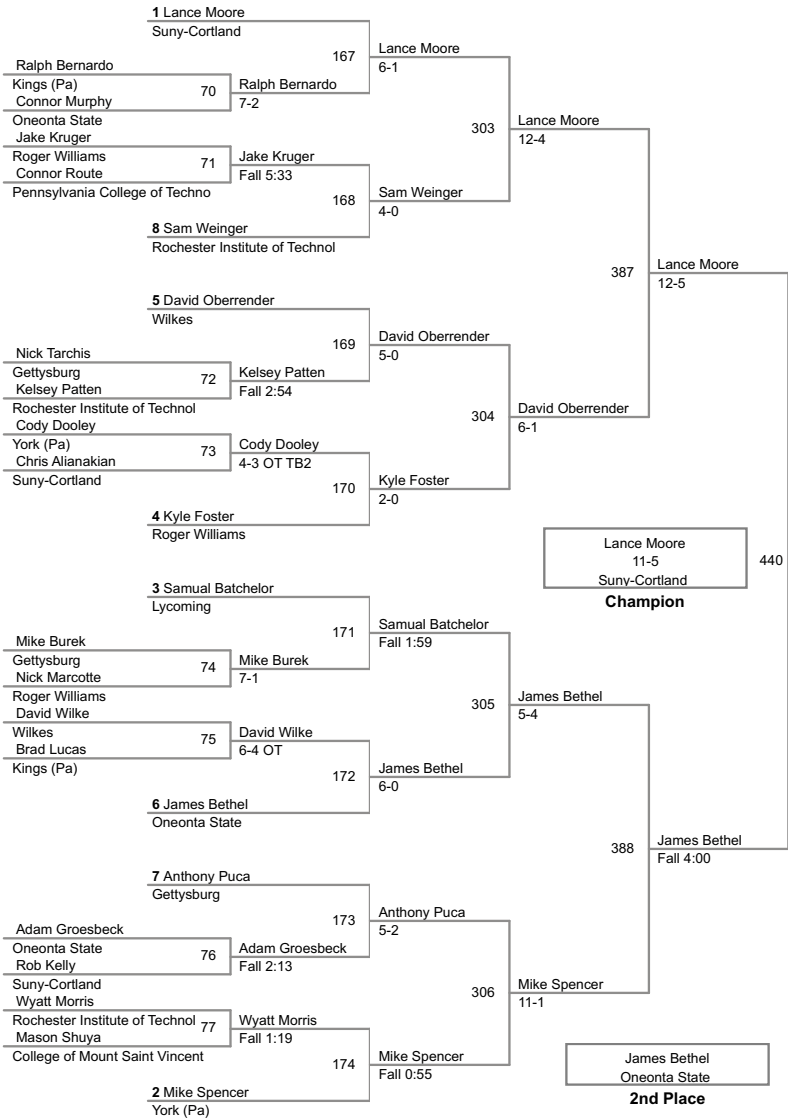 1 Lance Moore
Suny-Cortland
167
Lance Moore
6-1
Ralph Bernardo
Kings (Pa)
70
Connor Murphy
Oneonta State
Ralph Bernardo
7-2
303
Lance Moore
12-4
Jake Kruger
Roger Williams
71
Connor Route
Pennsylvania College of Techno
Jake Kruger
Fall 5:33
168
Sam Weinger
4-0
8 Sam Weinger
Rochester Institute of Technol
387
Lance Moore
12-5
5 David Oberrender
Wilkes
169
David Oberrender
5-0
Nick Tarchis
Gettysburg
72
Kelsey Patten
Rochester Institute of Technol
Kelsey Patten
Fall 2:54
304
David Oberrender
6-1
Cody Dooley
York (Pa)
73
Chris Alianakian
Suny-Cortland
Cody Dooley
4-3 OT TB2
170
Kyle Foster
2-0
4 Kyle Foster
Roger Williams
Lance Moore
11-5
Suny-Cortland
440
Champion
3 Samual Batchelor
Lycoming
171
Samual Batchelor
Fall 1:59
Mike Burek
Gettysburg
74
Nick Marcotte
Roger Williams
Mike Burek
7-1
305
James Bethel
5-4
David Wilke
Wilkes
75
Brad Lucas
Kings (Pa)
David Wilke
6-4 OT
172
James Bethel
6-0
6 James Bethel
Oneonta State
388
James Bethel
Fall 4:00
7 Anthony Puca
Gettysburg
173
Anthony Puca
5-2
Adam Groesbeck
Oneonta State
76
Rob Kelly
Suny-Cortland
Adam Groesbeck
Fall 2:13
306
Mike Spencer
11-1
Wyatt Morris
Rochester Institute of Technol
77
Mason Shuya
College of Mount Saint Vincent
Wyatt Morris
Fall 1:19
174
Mike Spencer
Fall 0:55
2 Mike Spencer
York (Pa)
James Bethel
Oneonta State
2nd Place